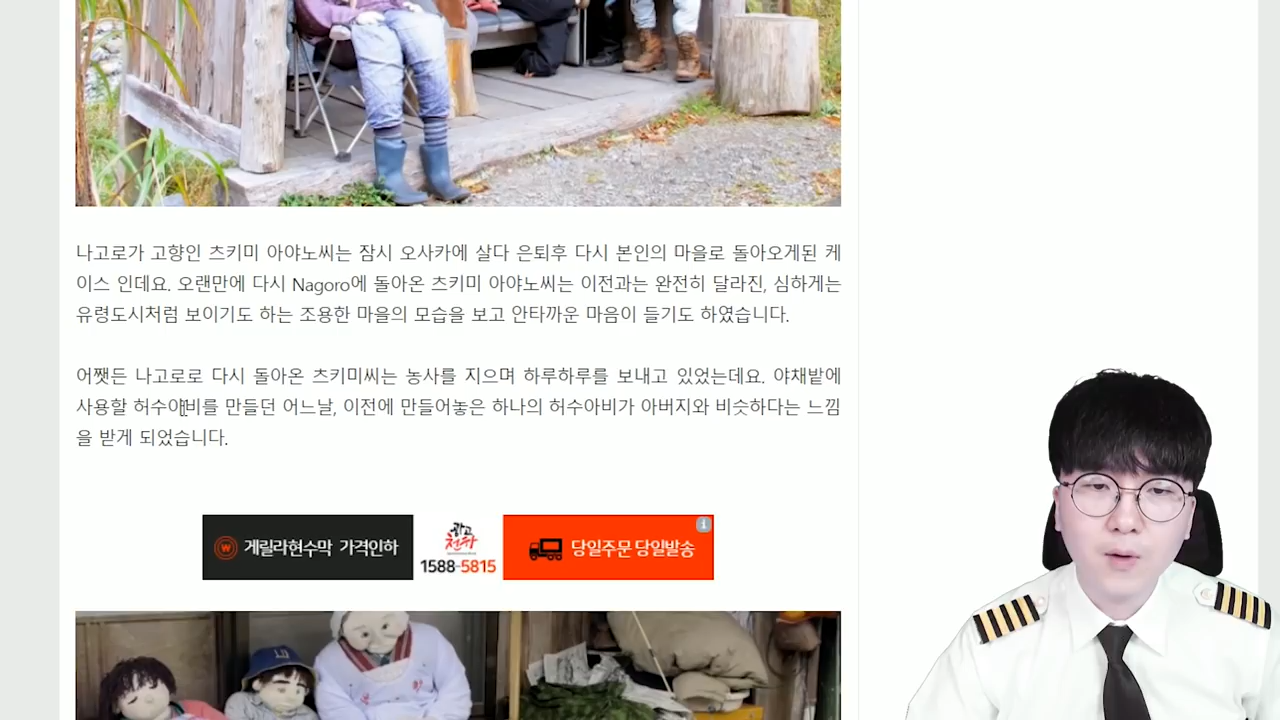 나고로가 고향인 츠키미 아야노씨는 잠시 오사카에 살다 은퇴후 다시 본인의 마을로 돌아오게된 케
이스 인데요. 오랜만에 다시 Nagoro에 돌아온 츠키미 아야노씨는 이전과는 완전히 달라진, 심하게는
유령도시처럼 보이기도 하는 조용한 마을의 모습을 보고 안타까운 마음이 들기도 하였습니다.
어쨋든 나고로로 다시 돌아온 츠키미씨는 농사를 지으며 하루하루를 보내고 있었는데요. 야채밭에
사용할 허수아비를 만들던 어느날, 이전에 만들어놓은 하나의 허수아비가 아버지와 비슷하다는 느낌
을 받게 되었습니다.
게릴라현수막 가격인하
광고
천하
1588-5815
당일주문 당일발송